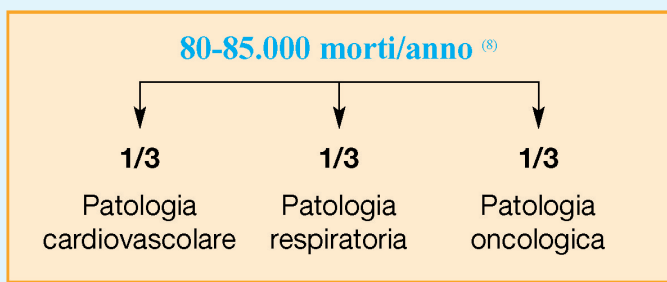 80-85.000 morti/anno (8)
1/3 1/3 1/3
Patologia Patologia Patologia
cardiovascolare respiratoria oncologica